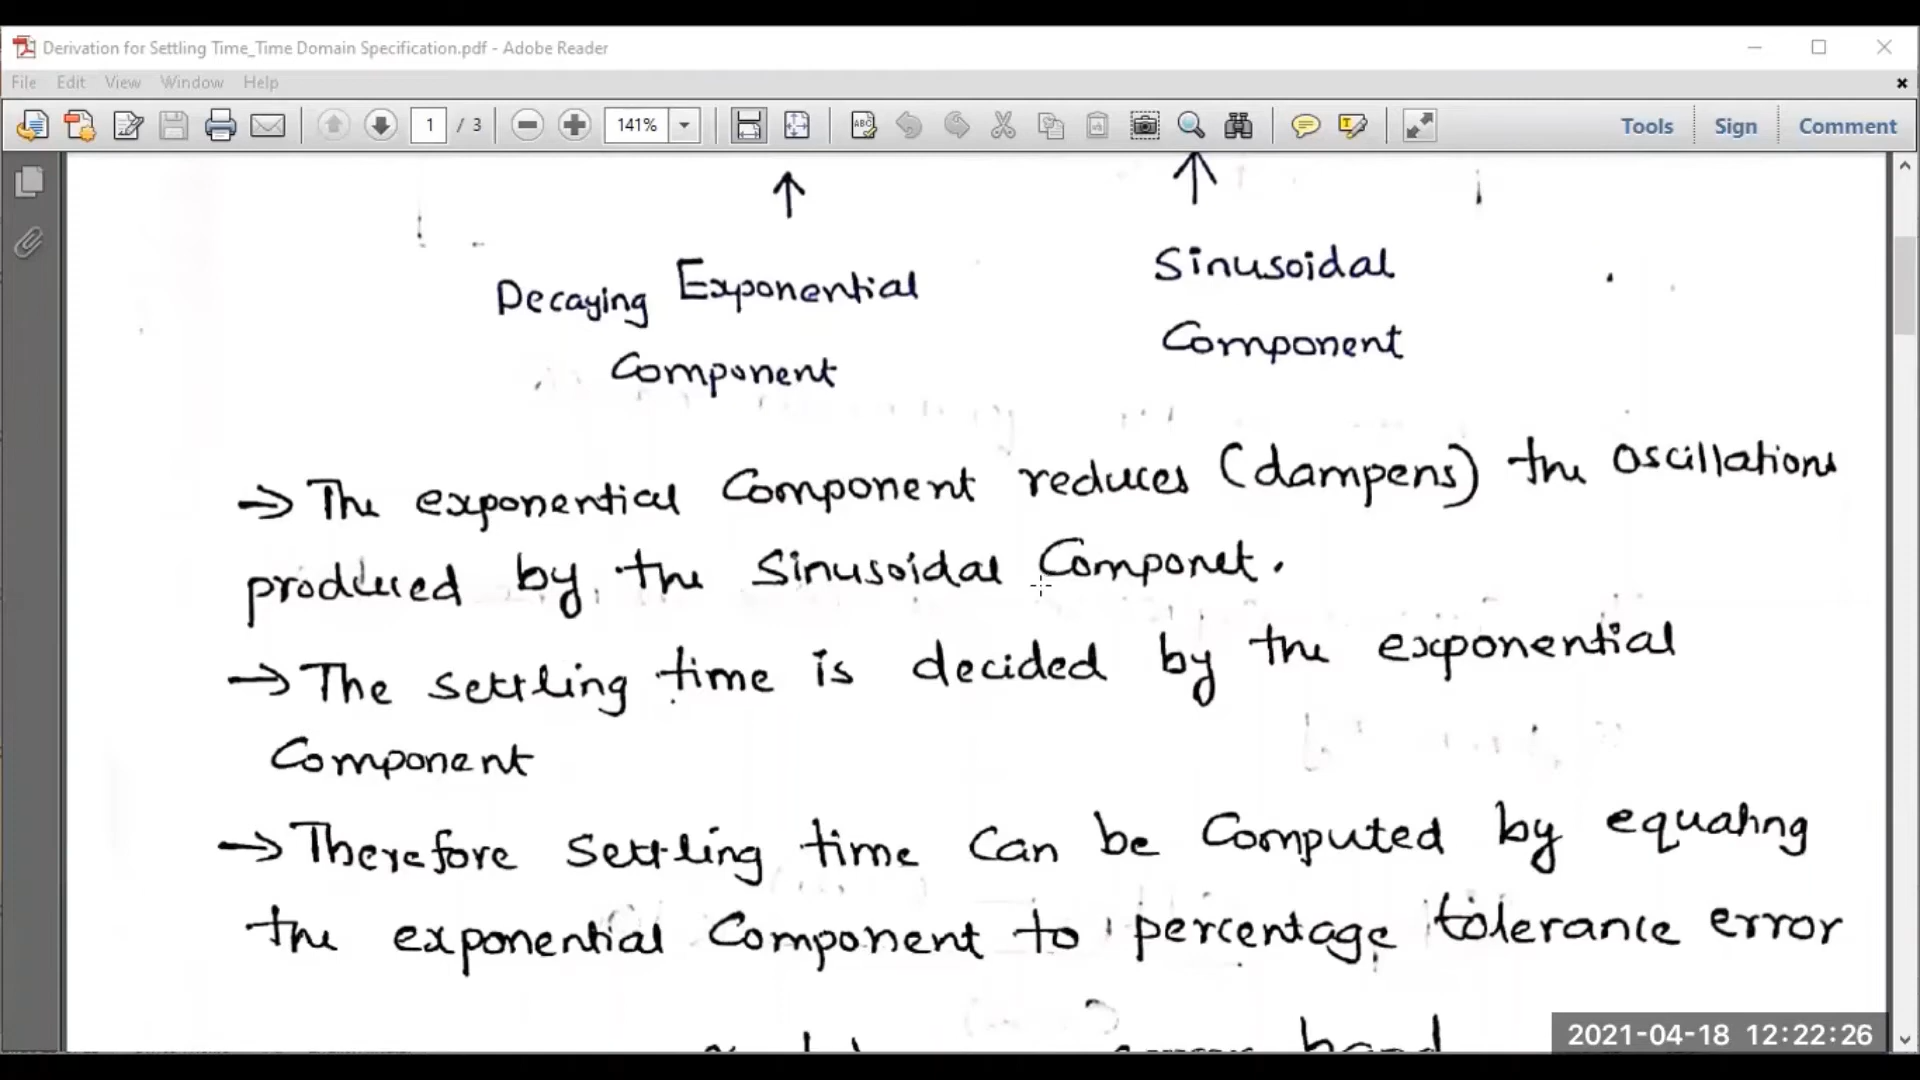 Derivation for Settling Time_Time Domain Specification.pdf - Adobe Reader
File Edit View Window Help
1 / 3 141% Tools Sign Comment
Decaying Exponential Component
Sinusoidal Component
→ The exponential Component reduces (dampens) the oscillations
produced by the Sinusoidal Componet.
→ The settling time is decided by the exponential
Component
→ Therefore settling time can be computed by equating
the exponential Component to percentage tolerance error
2021-04-18 12:22:26